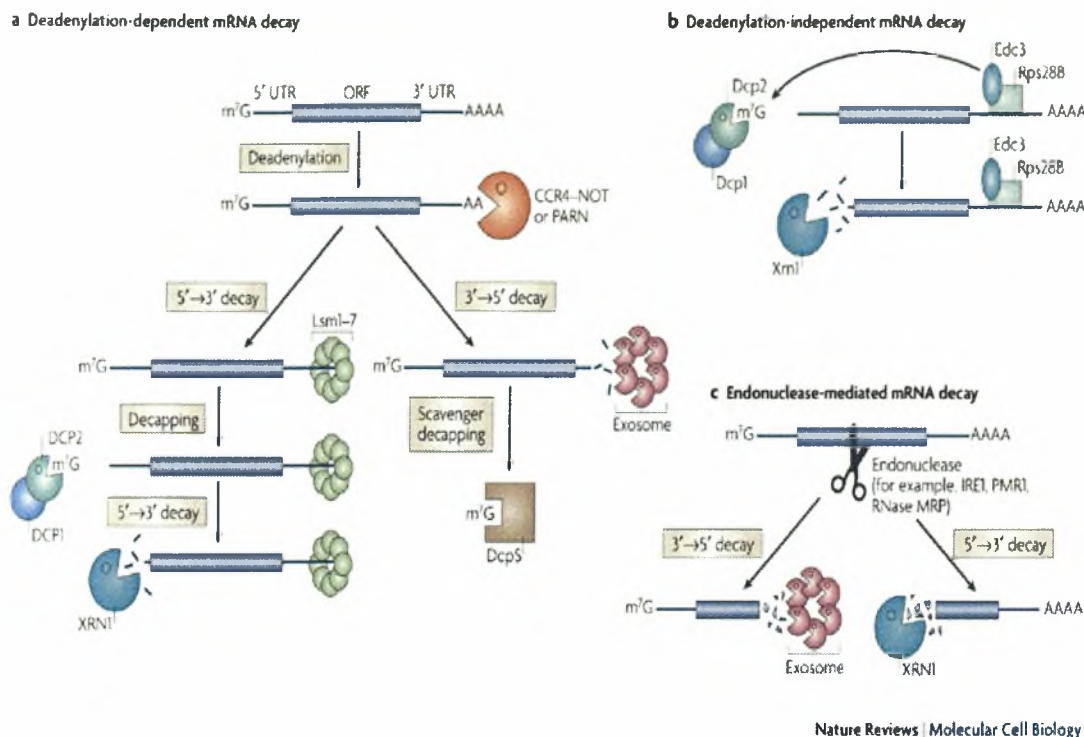 a Deadenylation-dependent mRNA decay
5′ UTR ORF 3′ UTR
m⁷G AAAA
Deadenylation
m⁷G AA
CCR4–NOT
or PARN
5′→3′ decay
3′→5′ decay
Lsm1–7
m⁷G
m⁷G
Exosome
Decapping
Scavenger
decapping
DCP2
m⁷G
DCP1
m⁷G
DcpS
5′→3′ decay
XRN1
b Deadenylation-independent mRNA decay
Edc3
Rps28B
Dcp2
m⁷G
AAAA
Dcp1
Edc3
Rps28B
AAAA
Xrn1
c Endonuclease-mediated mRNA decay
m⁷G AAAA
Endonuclease
(for example, IRE1, PMR1,
RNase MRP)
3′→5′ decay
5′→3′ decay
m⁷G
AAAA
Exosome
XRN1
Nature Reviews | Molecular Cell Biology